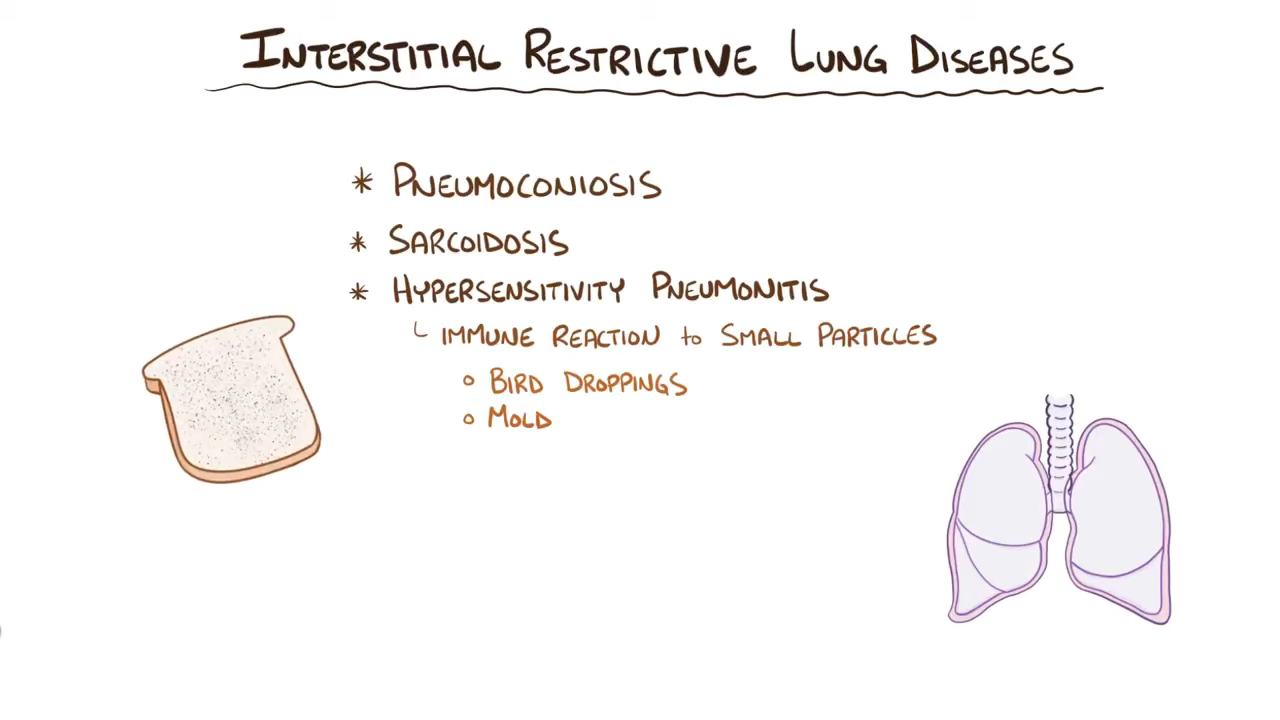 INTERSTITIAL RESTRICTIVE LUNG DISEASES
* PNEUMOCONIOSIS
* SARCOIDOSIS
* HYPERSENSITIVITY PNEUMONITIS
└ IMMUNE REACTION to SMALL PARTICLES
o BIRD DROPPINGS
o MOLD